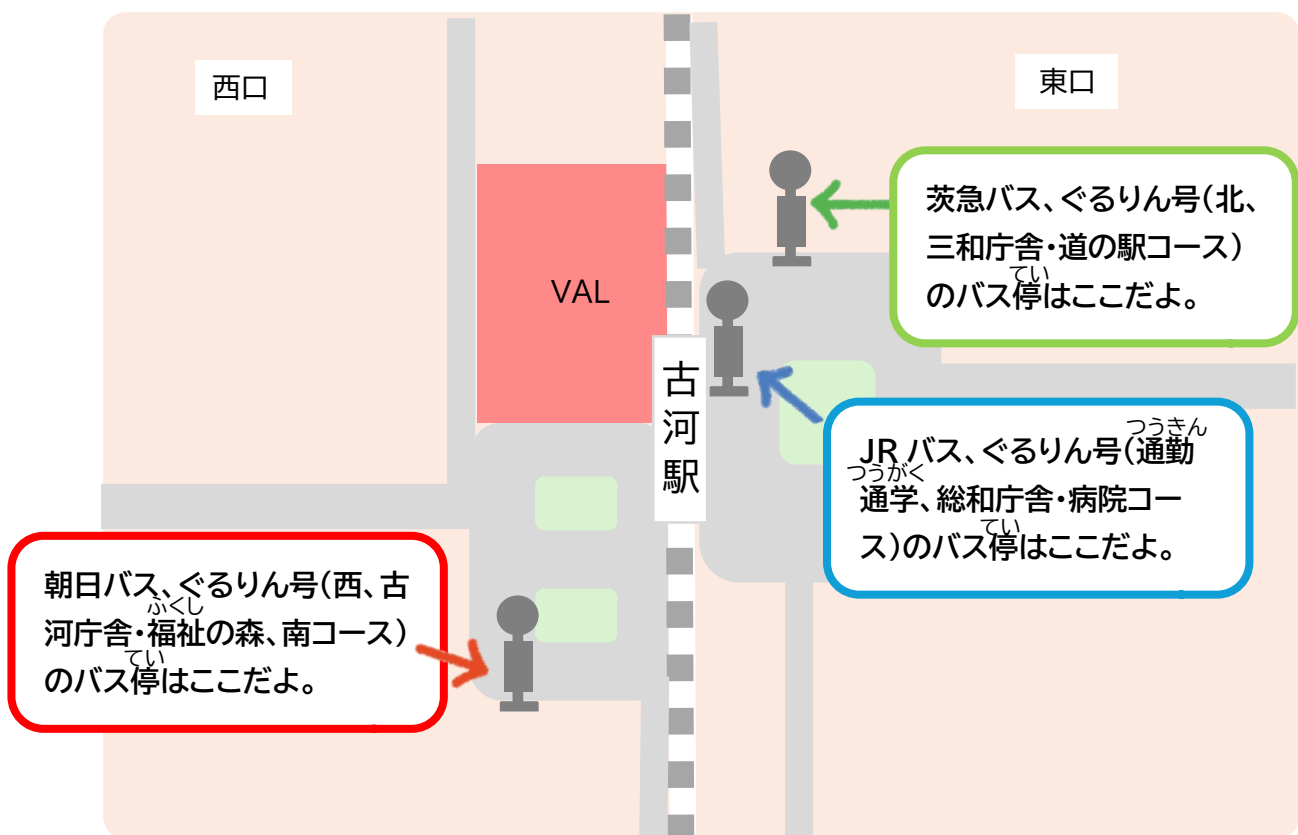 西口
東口
茨急バス、ぐるりん号(北、
三和庁舎・道の駅コース)
てい
のバス停はここだよ。
VAL
古河駅
つうきん
JRバス、ぐるりん号(通勤
つうがく
通学、総和庁舎・病院コー
てい
ス)のバス停はここだよ。
朝日バス、ぐるりん号(西、古
ふくし
河庁舎・福祉の森、南コース)
てい
のバス停はここだよ。